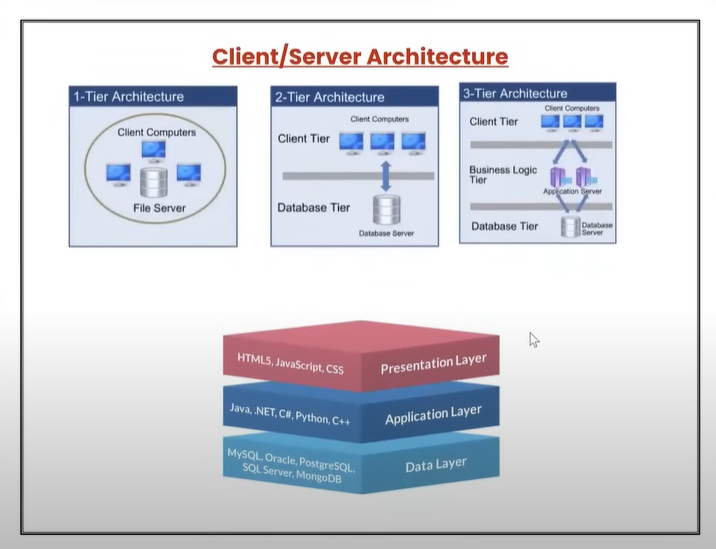 Client/Server Architecture
1-Tier Architecture
Client Computers
File Server
2-Tier Architecture
Client Computers
Client Tier
Database Tier
Database Server
3-Tier Architecture
Client Computers
Client Tier
Business Logic
Tier
Application Server
Database Tier
Database
Server
HTML5, JavaScript, CSS
Presentation Layer
Java, .NET, C#, Python, C++
Application Layer
MySQL, Oracle, PostgreSQL,
SQL Server, MongoDB
Data Layer